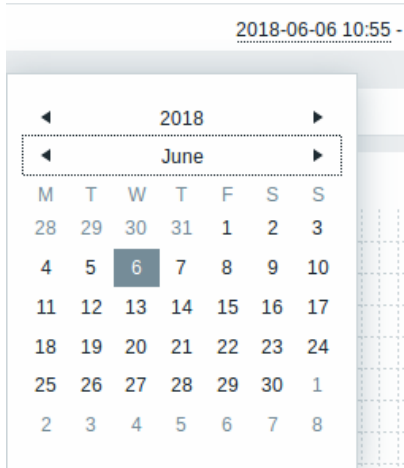 2018-06-06 10:55 -
◀ 2018 ▶
◀ June ▶
M T W T F S S
28 29 30 31 1 2 3
4 5 6 7 8 9 10
11 12 13 14 15 16 17
18 19 20 21 22 23 24
25 26 27 28 29 30 1
2 3 4 5 6 7 8